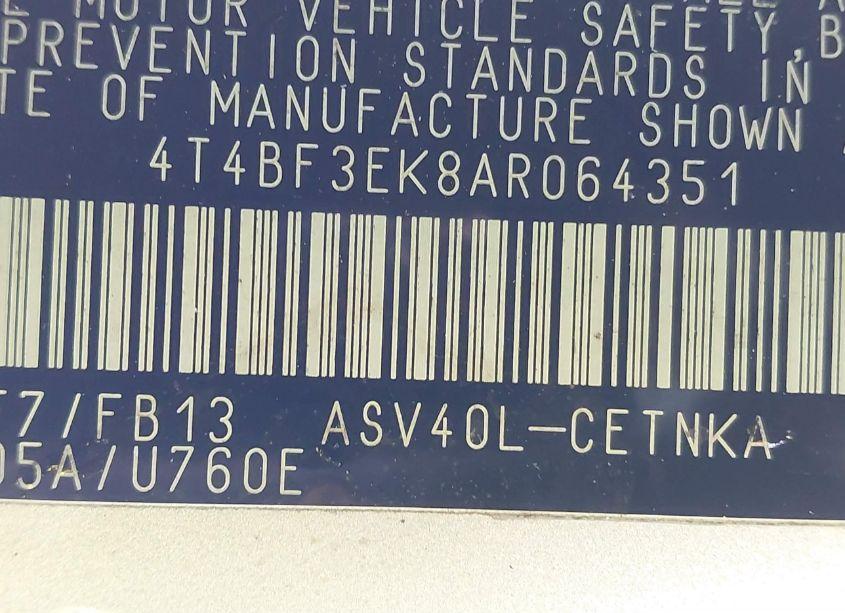 MOTOR VEHICLE SAFETY, B
PREVENTION STANDARDS IN
TE OF MANUFACTURE SHOWN
4T4BF3EK8AR064351
7/FB13 ASV40L-CETNKA
05A/U760E